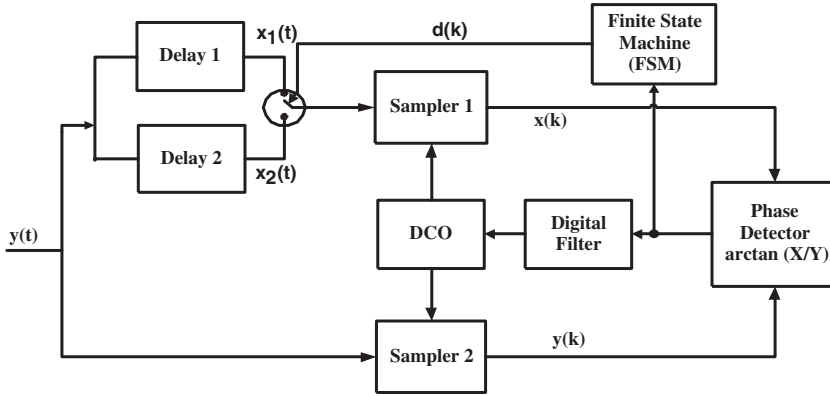 x1(t)
d(k)
Finite State
Machine
(FSM)
Delay 1
Sampler 1
x(k)
Delay 2
x2(t)
y(t)
DCO
Digital
Filter
Phase
Detector
arctan (X/Y)
Sampler 2
y(k)